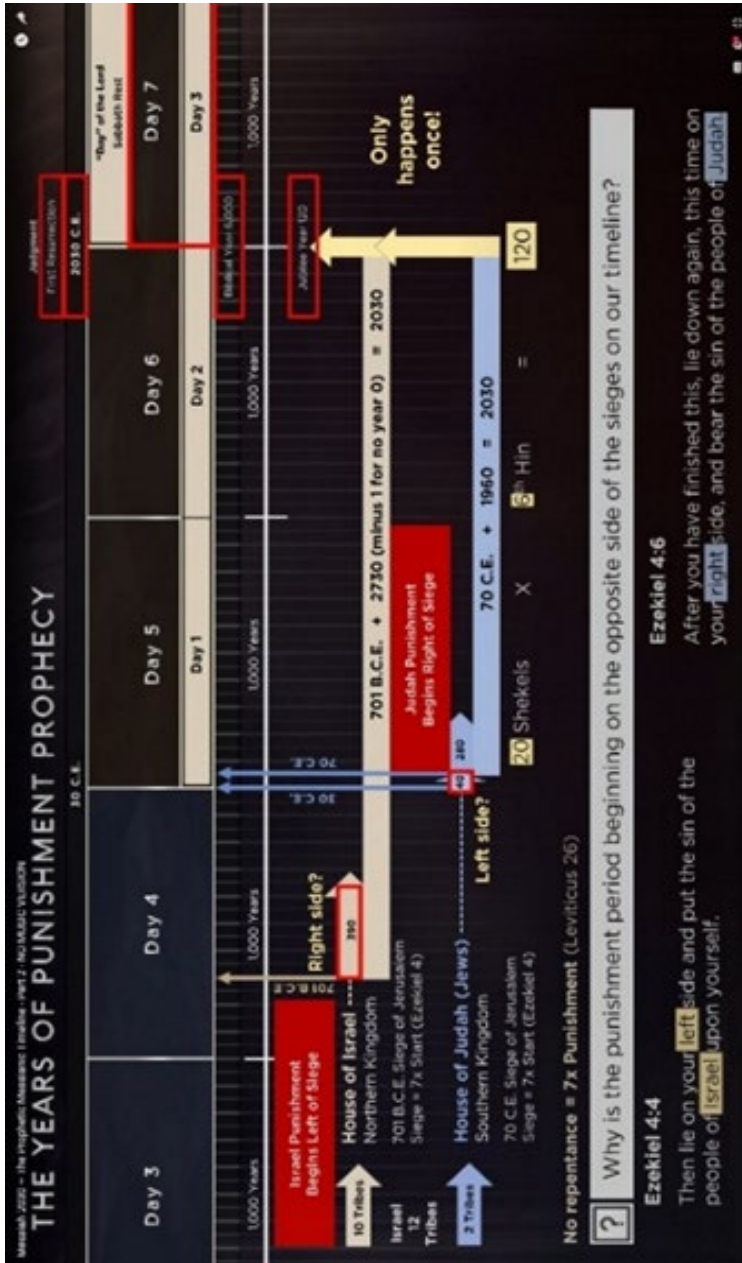 Messiah 2030 – The Prophetic Messianic Timeline - Part 2 - NO MUSIC VERSION
THE YEARS OF PUNISHMENT PROPHECY
Judgment
First Resurrection
30 C.E.
2030 C.E.
Day 3
Day 4
Day 5
Day 6
"Day" of the Lord
Sabbath Rest
Day 7
Day 1
Day 2
Day 3
Biblical Year 6,000
1,000 Years
1,000 Years
1,000 Years
1,000 Years
1,000 Years
Jubilee Year 120
Israel Punishment
Begins Left of Siege
701 B.C.E
Right side?
30 C.E.
70 C.E.
10 Tribes
House of Israel
Northern Kingdom
390
701 B.C.E. + 2730 (minus 1 for no year 0) = 2030
Only
happens
once!
701 B.C.E. Siege of Jerusalem
Siege = 7x Start (Ezekiel 4)
Israel
12
Tribes
Judah Punishment
Begins Right of Siege
2 Tribes
House of Judah (Jews)
Southern Kingdom
40
280
Left side?
70 C.E. + 1960 = 2030
70 C.E. Siege of Jerusalem
Siege = 7x Start (Ezekiel 4)
20 Shekels X 6th Hin = 120
No repentance = 7x Punishment (Leviticus 26)
? Why is the punishment period beginning on the opposite side of the sieges on our timeline?
Ezekiel 4:4
Then lie on your left side and put the sin of the
people of Israel upon yourself.
Ezekiel 4:6
After you have finished this, lie down again, this time on
your right side, and bear the sin of the people of Judah